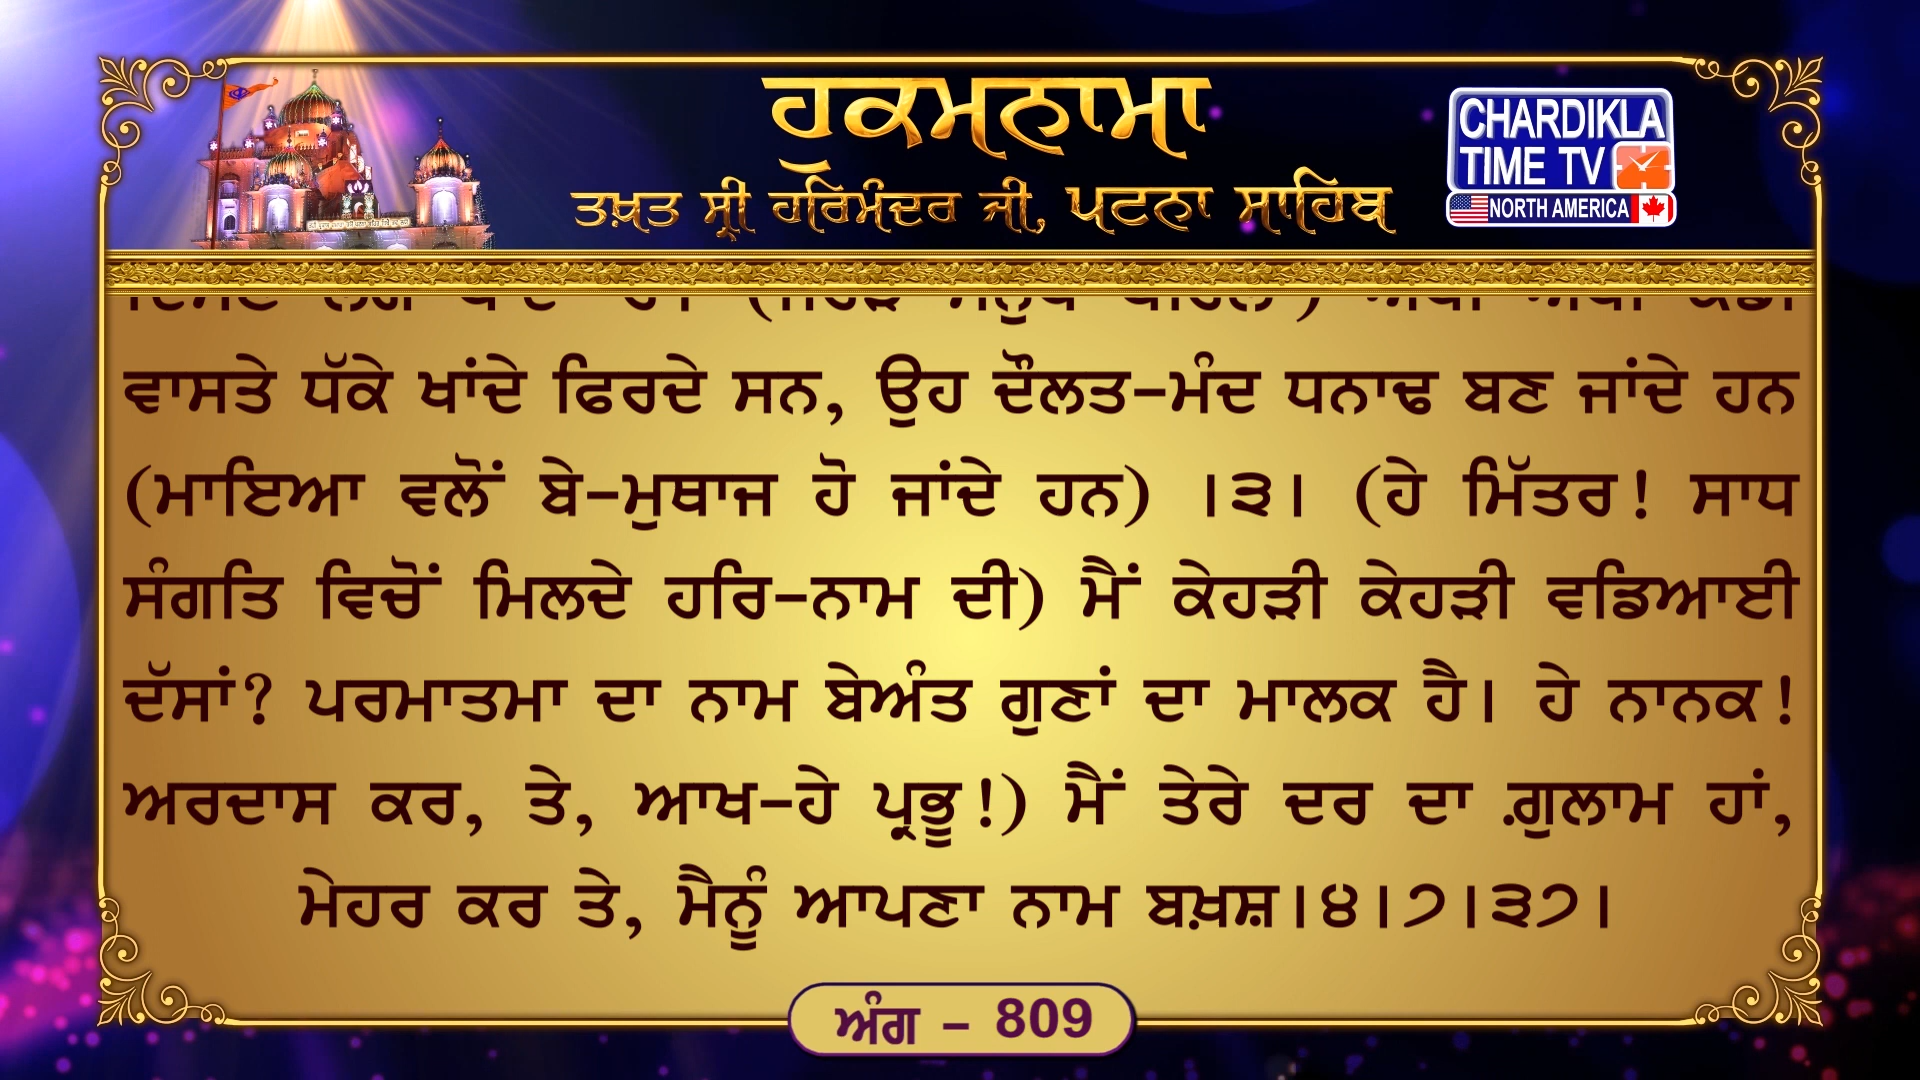 ਹੁਕਮਨਾਮਾ
ਤਖ਼ਤ ਸ੍ਰੀ ਹਰਿਮੰਦਰ ਜੀ, ਪਟਨਾ ਸਾਹਿਬ
CHARDIKLA
TIME TV
NORTH AMERICA
ਵਾਸਤੇ ਧੱਕੇ ਖਾਂਦੇ ਫਿਰਦੇ ਸਨ, ਉਹ ਦੌਲਤ-ਮੰਦ ਧਨਾਢ ਬਣ ਜਾਂਦੇ ਹਨ
(ਮਾਇਆ ਵਲੋਂ ਬੇ-ਮੁਥਾਜ ਹੋ ਜਾਂਦੇ ਹਨ) ।੩। (ਹੇ ਮਿੱਤਰ! ਸਾਧ
ਸੰਗਤਿ ਵਿਚੋਂ ਮਿਲਦੇ ਹਰਿ-ਨਾਮ ਦੀ) ਮੈਂ ਕੇਹੜੀ ਕੇਹੜੀ ਵਡਿਆਈ
ਦੱਸਾਂ? ਪਰਮਾਤਮਾ ਦਾ ਨਾਮ ਬੇਅੰਤ ਗੁਣਾਂ ਦਾ ਮਾਲਕ ਹੈ। ਹੇ ਨਾਨਕ!
ਅਰਦਾਸ ਕਰ, ਤੇ, ਆਖ-ਹੇ ਪ੍ਰਭੂ!) ਮੈਂ ਤੇਰੇ ਦਰ ਦਾ ਗ਼ੁਲਾਮ ਹਾਂ,
ਮੇਹਰ ਕਰ ਤੇ, ਮੈਨੂੰ ਆਪਣਾ ਨਾਮ ਬਖ਼ਸ਼।੪।੭।੩੭।
ਅੰਗ - 809